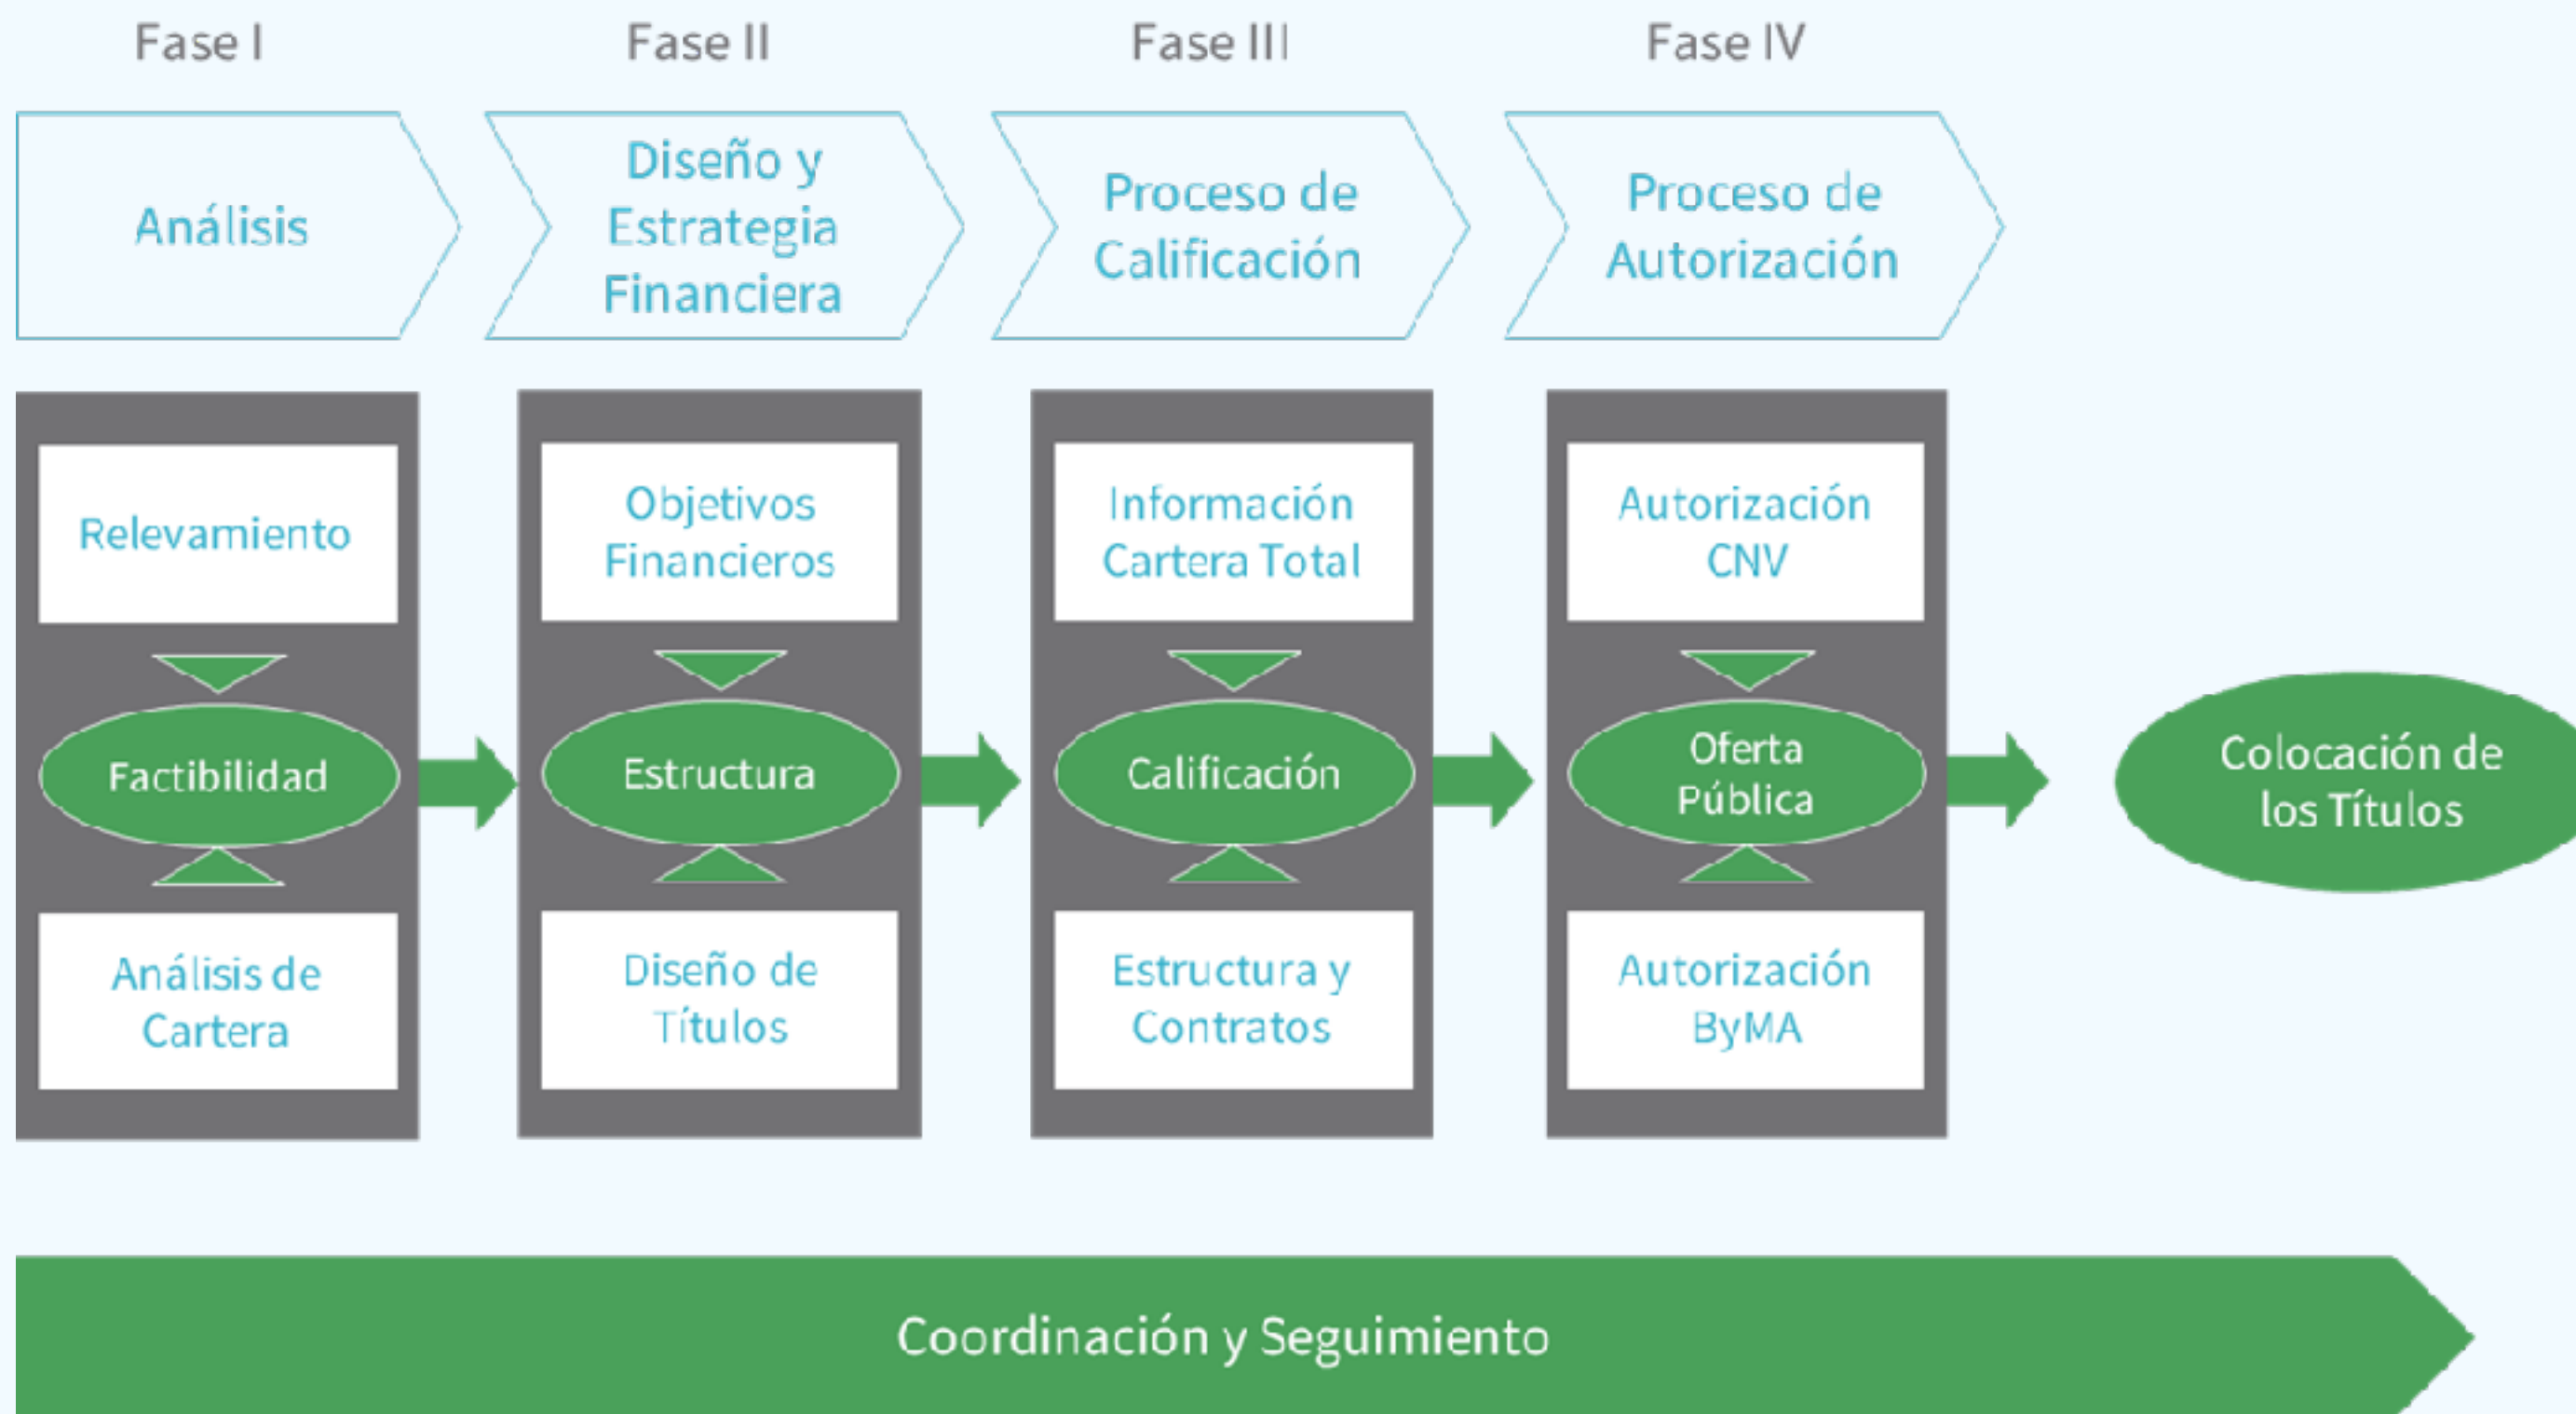 Fase I
Fase II
Fase III
Fase IV
Análisis
Diseño y
Estrategia
Financiera
Proceso de
Calificación
Proceso de
Autorización
Relevamiento
Factibilidad
Análisis de
Cartera
Objetivos
Financieros
Estructura
Diseño de
Títulos
Información
Cartera Total
Calificación
Estructura y
Contratos
Autorización
CNV
Oferta
Pública
Autorización
ByMA
Colocación de
los Títulos
Coordinación y Seguimiento